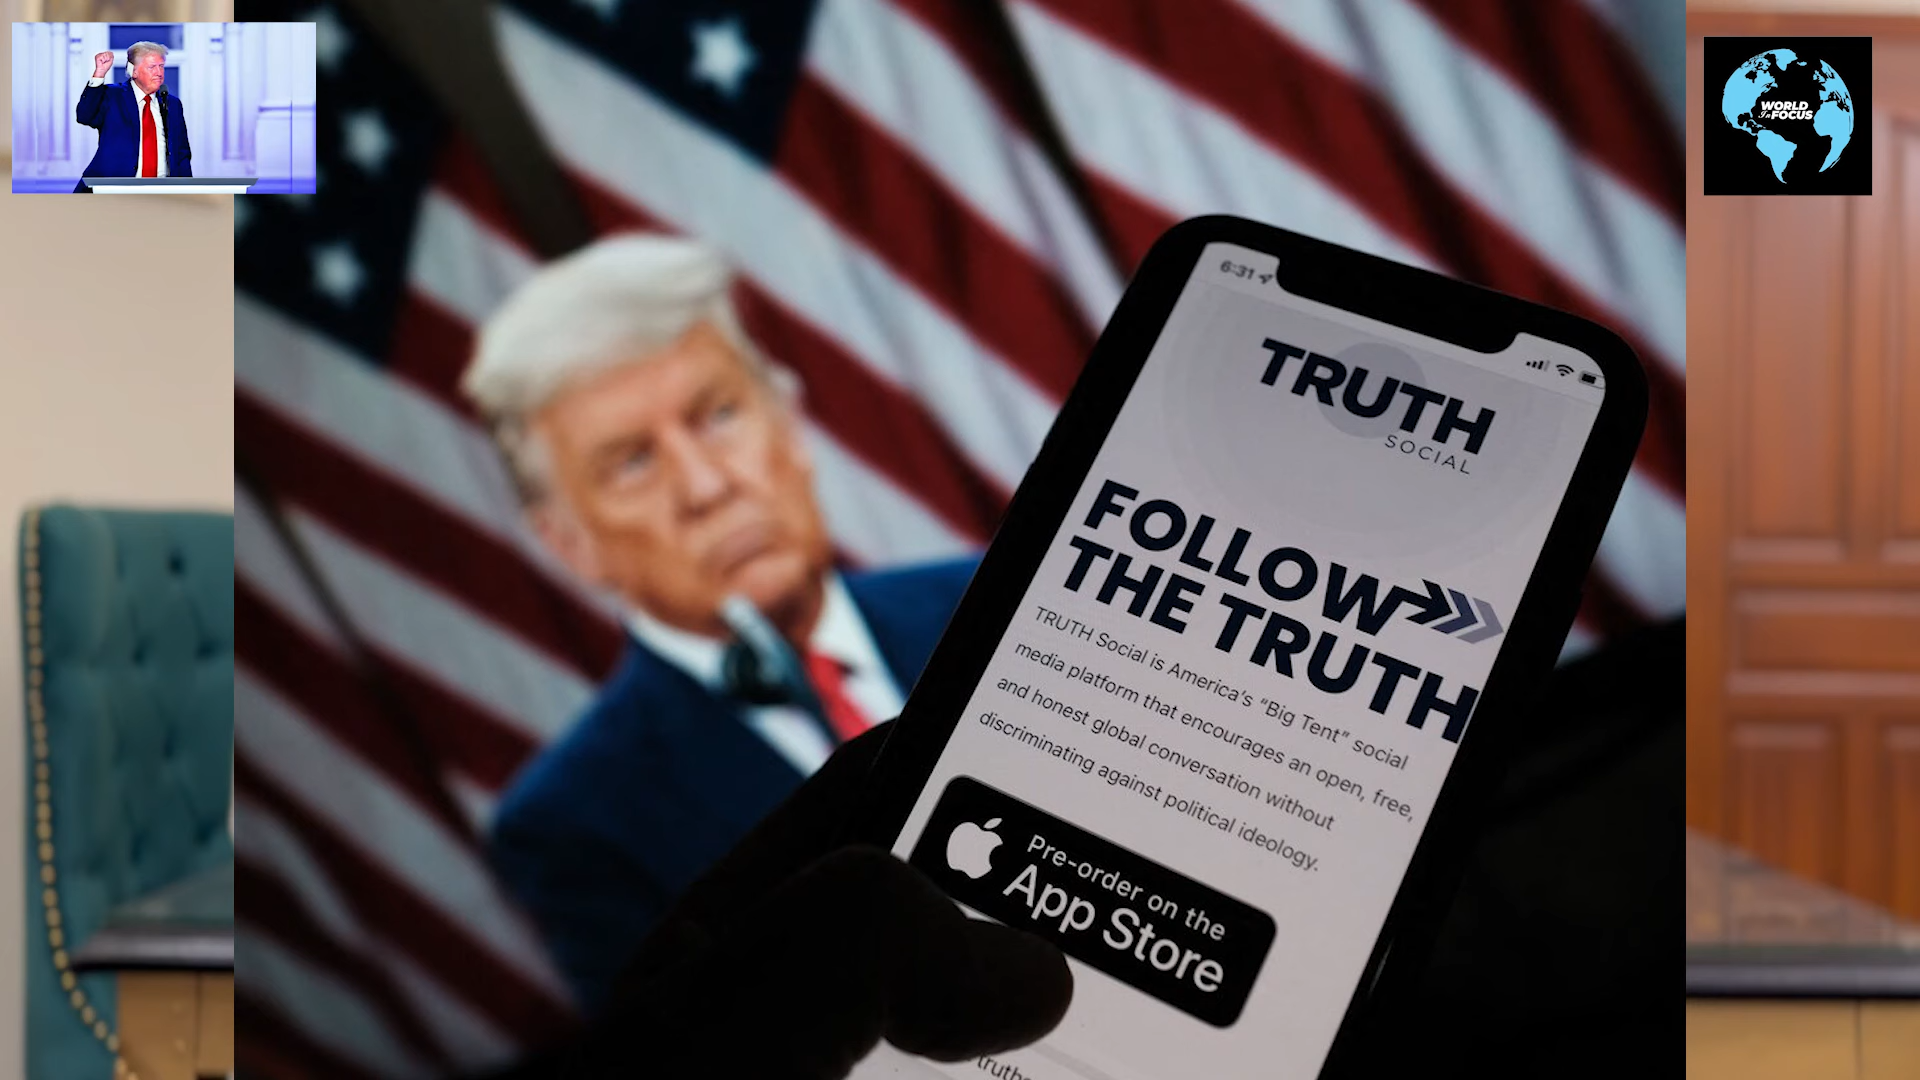 WORLD
In FOCUS
6:31
TRUTH
SOCIAL
FOLLOW
THE TRUTH
TRUTH Social is America's "Big Tent" social
media platform that encourages an open, free,
and honest global conversation without
discriminating against political ideology.
Pre-order on the
App Store